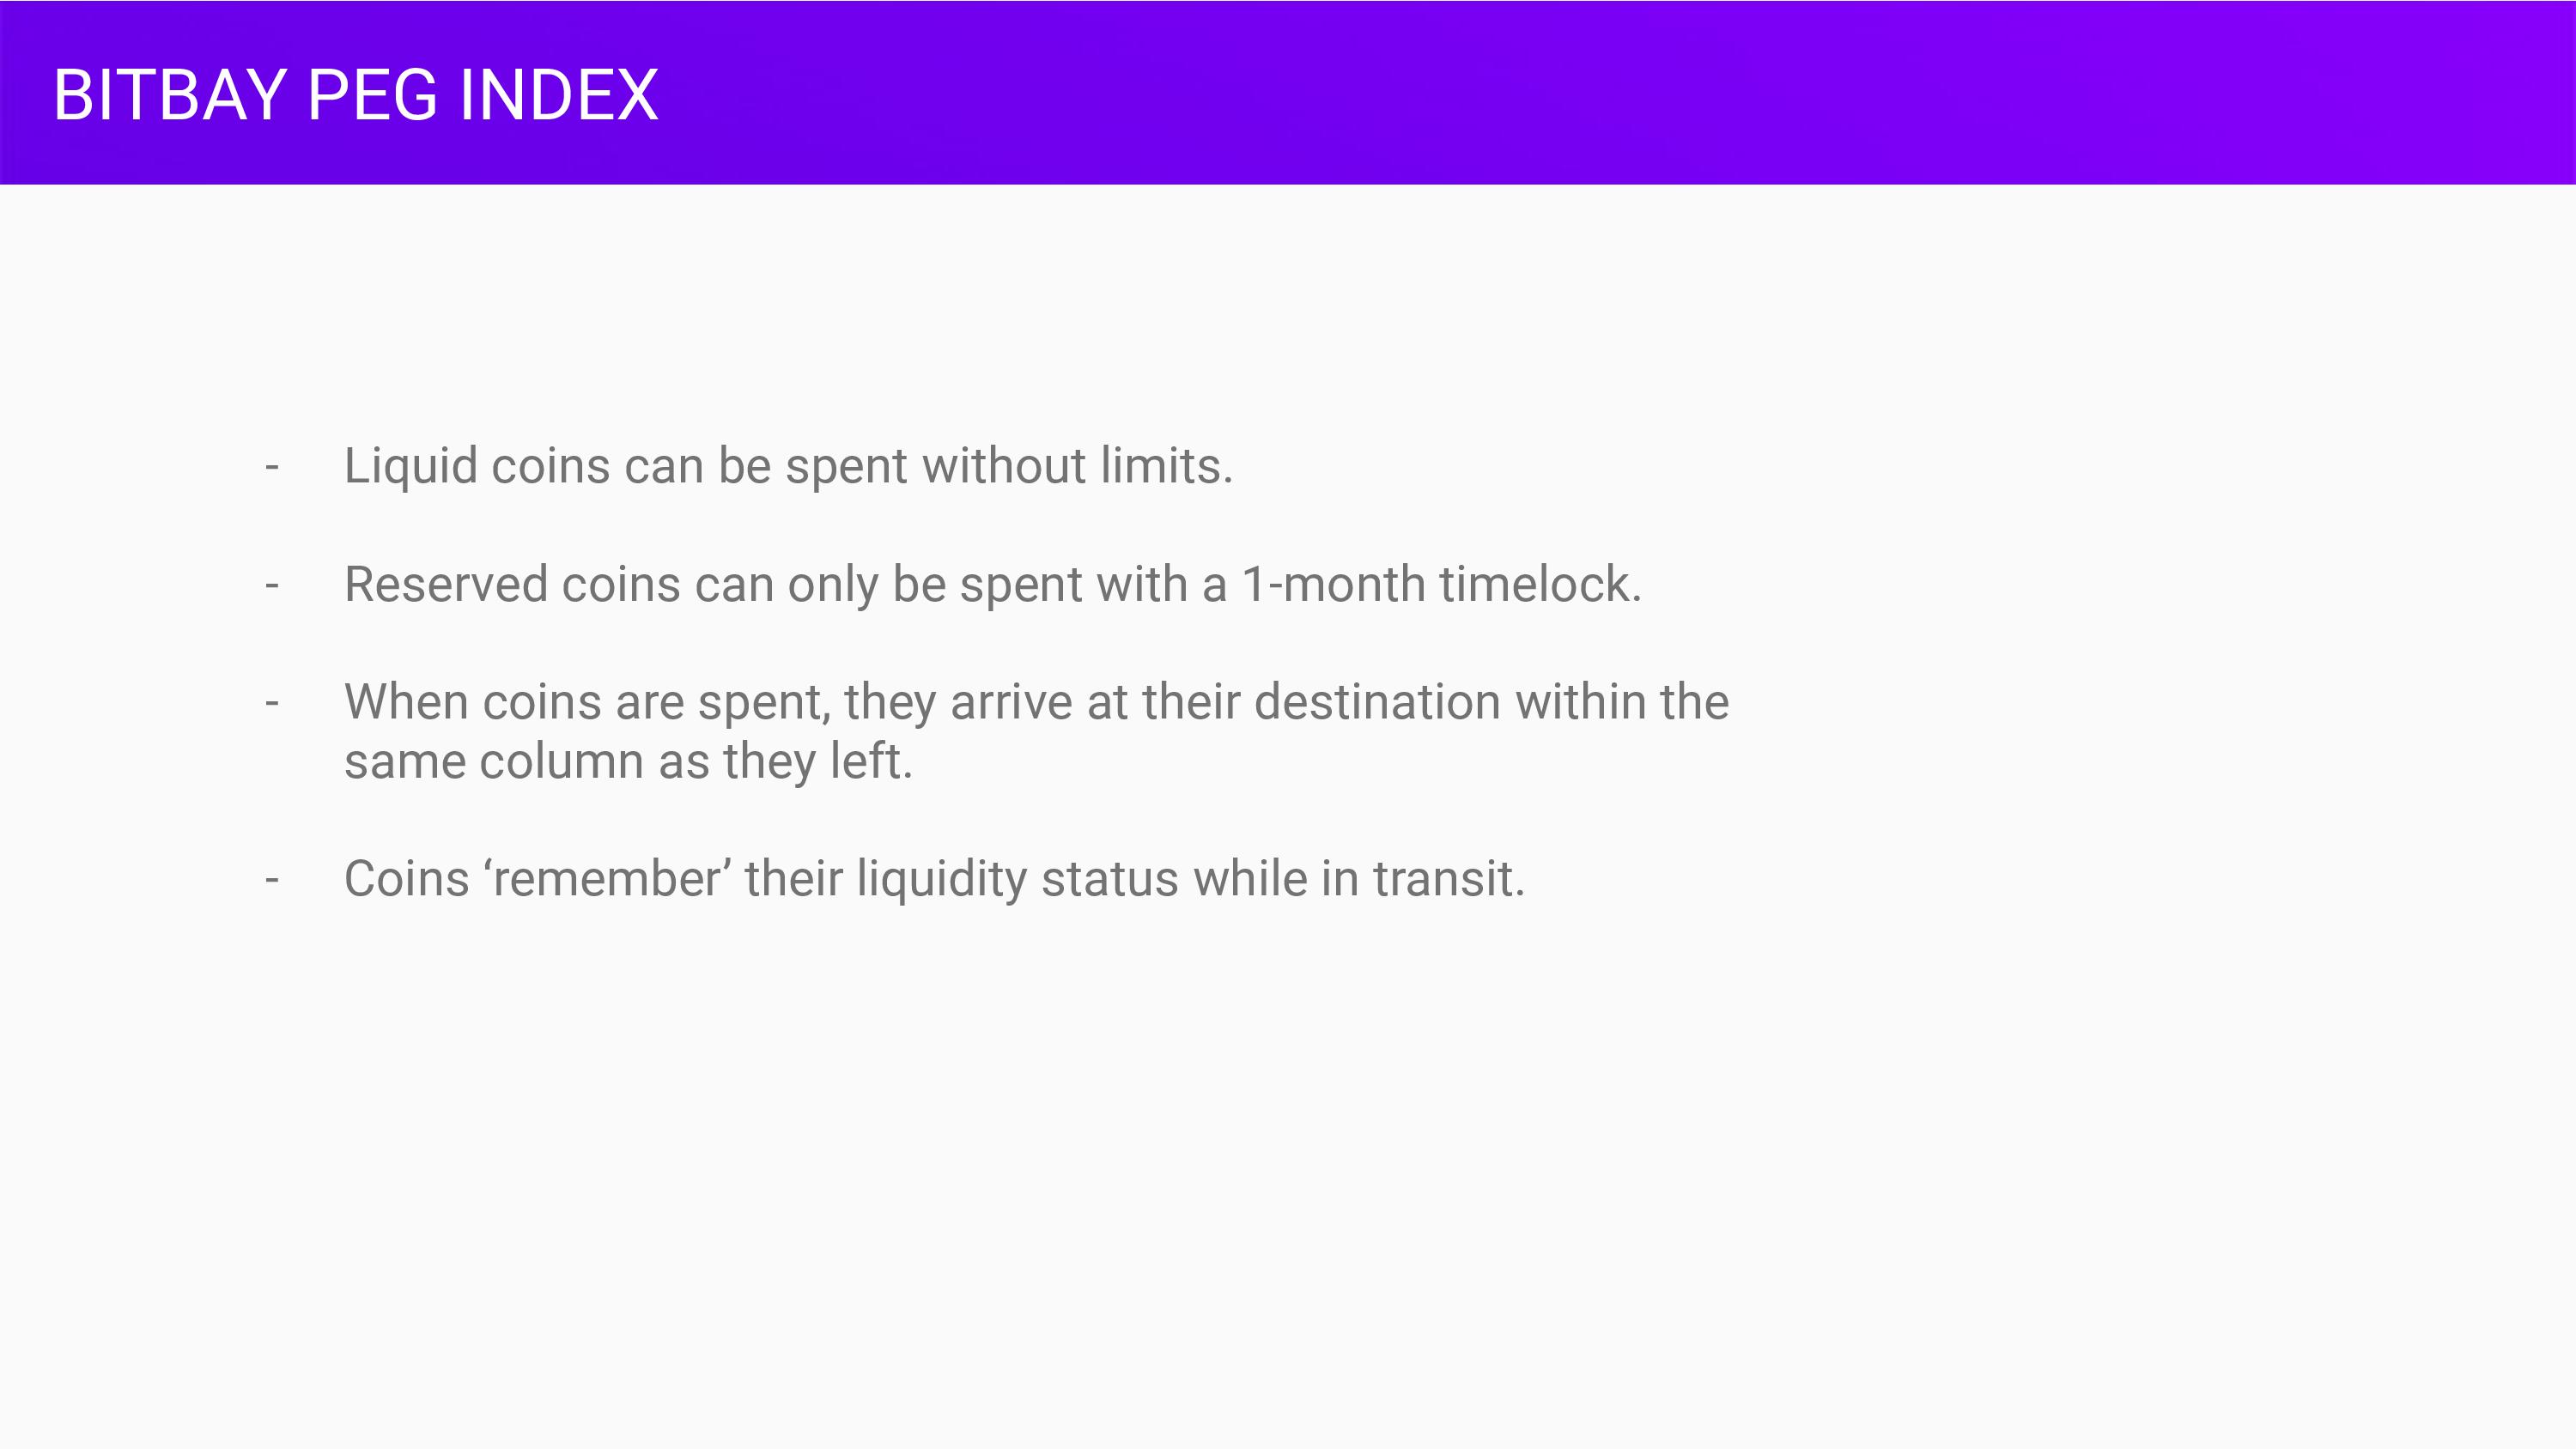 BITBAY PEG INDEX
- Liquid coins can be spent without limits.
- Reserved coins can only be spent with a 1-month timelock.
- When coins are spent, they arrive at their destination within the
same column as they left.
- Coins ‘remember’ their liquidity status while in transit.